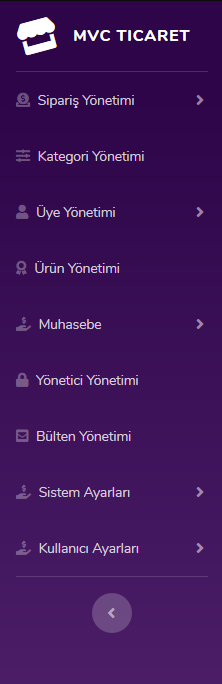 MVC TICARET
Sipariş Yönetimi
Kategori Yönetimi
Üye Yönetimi
Ürün Yönetimi
Muhasebe
Yönetici Yönetimi
Bülten Yönetimi
Sistem Ayarları
Kullanıcı Ayarları